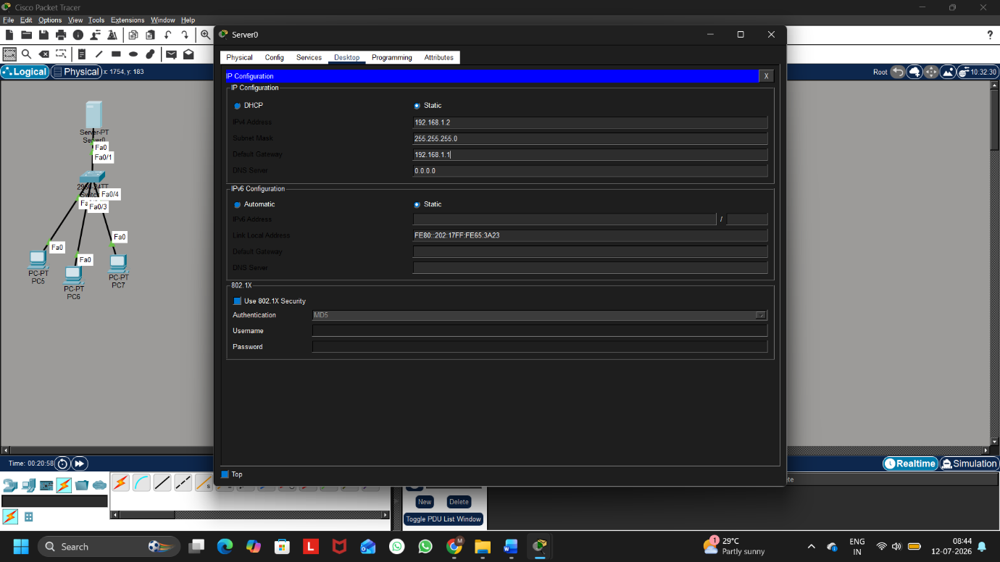 Cisco Packet Tracer
File Edit Options View Tools Extensions Window Help
?
Server0
Physical Config Services Desktop Programming Attributes
Logical Physical x: 1754, y: 183
Root 10:32:30
IP Configuration X
IP Configuration
DHCP Static
IPv4 Address 192.168.1.2
Subnet Mask 255.255.255.0
Default Gateway 192.168.1.1
DNS Server 0.0.0.0
IPv6 Configuration
Automatic Static
IPv6 Address /
Link Local Address FE80::202:17FF:FE65:3A23
Default Gateway
DNS Server
802.1X
Use 802.1X Security
Authentication MD5
Username
Password
Top
Server-PT
Server0
Fa0
Fa0/1
Fa0/4
Fa0/3
Fa0
Fa0
Fa0
PC-PT
PC5
PC-PT
PC6
PC-PT
PC7
Time: 00:20:58
Realtime Simulation
New Delete
Toggle PDU List Window
Search
L
M
1
29°C
Partly sunny
ENG
IN
08:44
12-07-2026